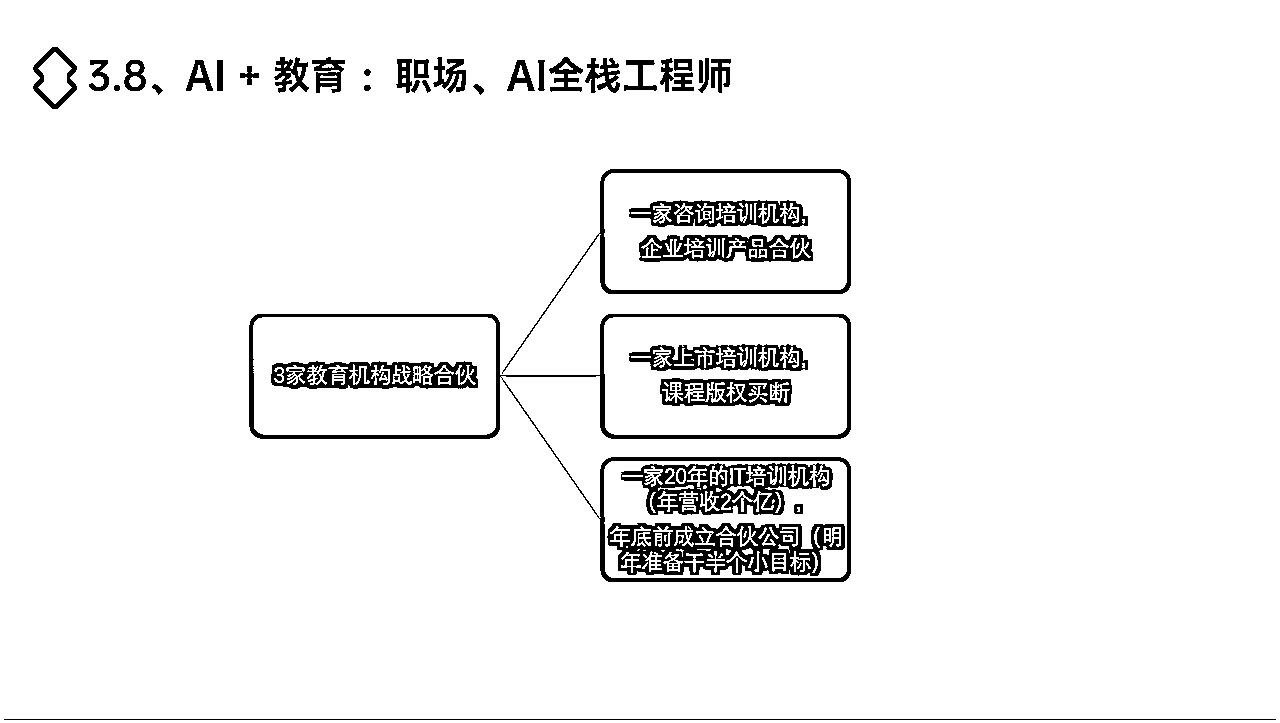 3.8、AI + 教育 ： 职场、AI全栈工程师
一家咨询培训机构，
企业培训产品合伙
3家教育机构战略合伙
一家上市培训机构，
课程版权买断
一家20年的IT培训机构
（年营收2个亿），
年底前成立合伙公司（明
年准备干半个小目标）